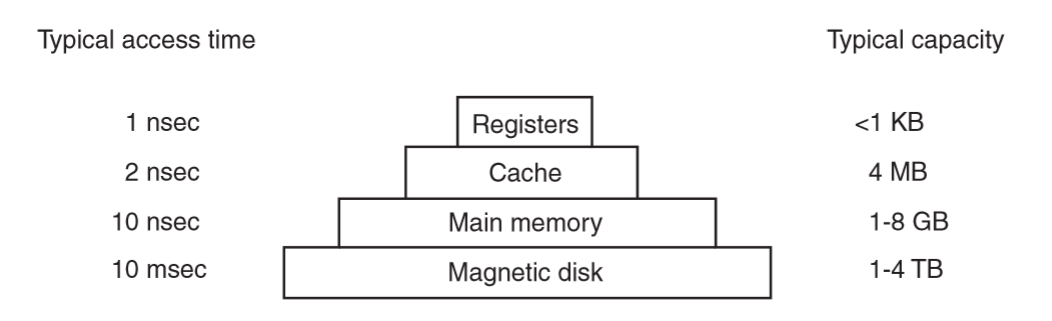 Typical access time Typical capacity
1 nsec Registers <1 KB
2 nsec Cache 4 MB
10 nsec Main memory 1-8 GB
10 msec Magnetic disk 1-4 TB